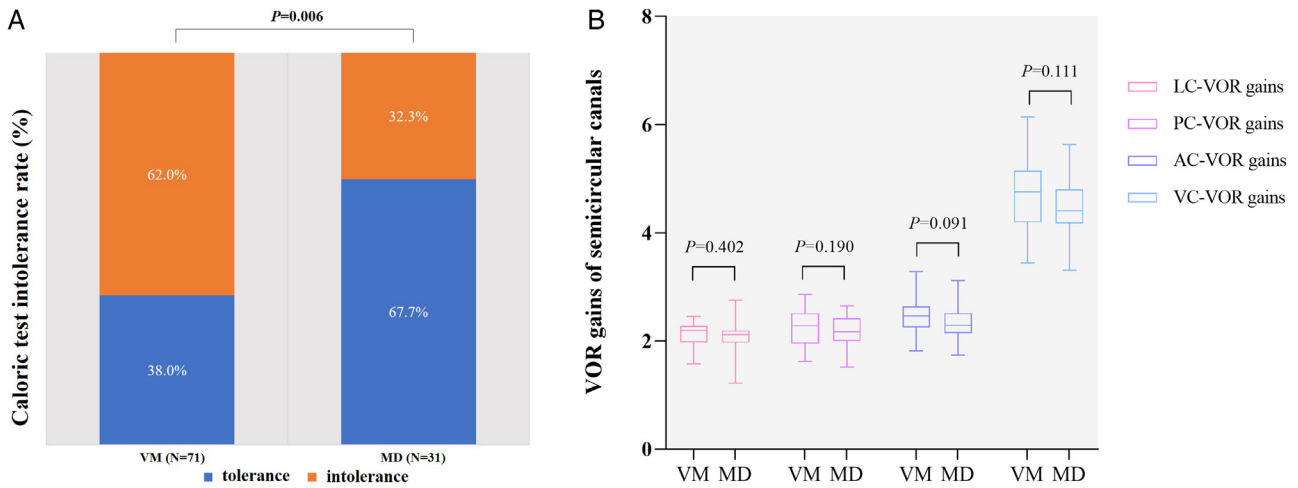 A
P=0.006
Caloric test intolerance rate (%)
62.0%
38.0%
32.3%
67.7%
VM (N=71)
MD (N=31)
tolerance
intolerance
B
VOR gains of semicircular canals
8
6
4
2
0
P=0.402
P=0.190
P=0.091
P=0.111
VM MD
VM MD
VM MD
VM MD
LC-VOR gains
PC-VOR gains
AC-VOR gains
VC-VOR gains